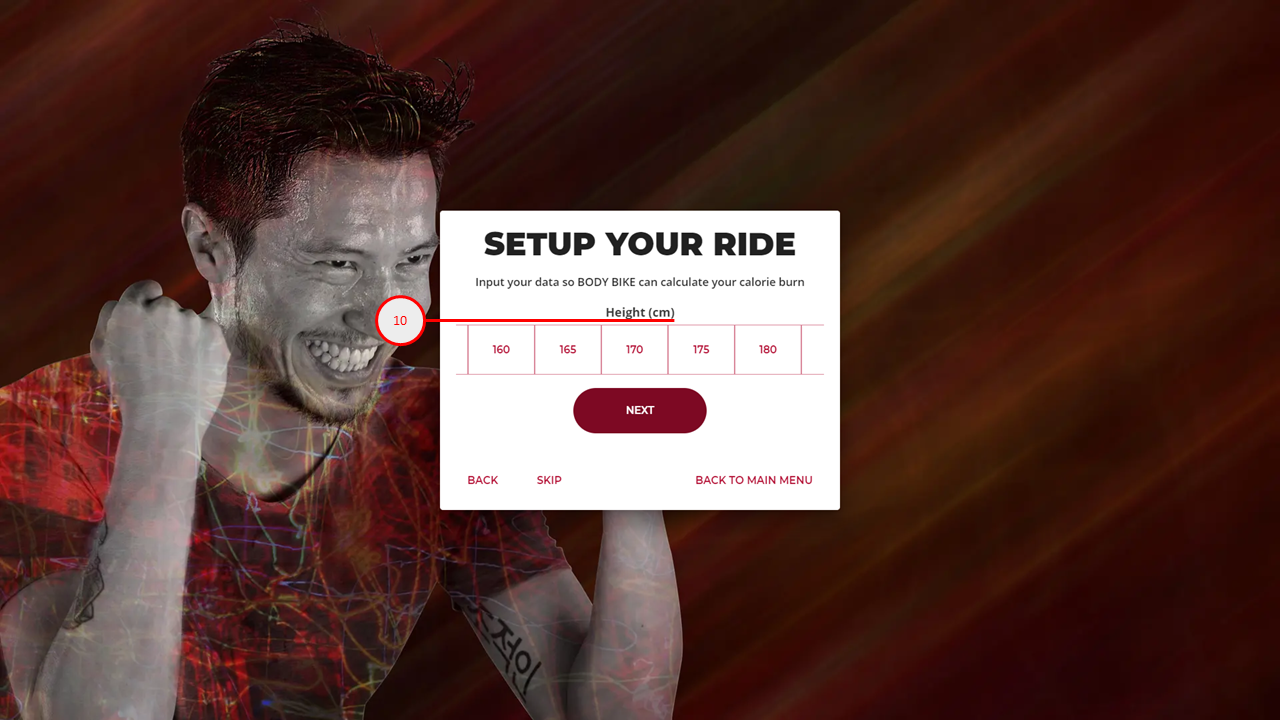 SETUP YOUR RIDE
Input your data so BODY BIKE can calculate your calorie burn
Height (cm)
10
160 165 170 175 180
NEXT
BACK SKIP BACK TO MAIN MENU